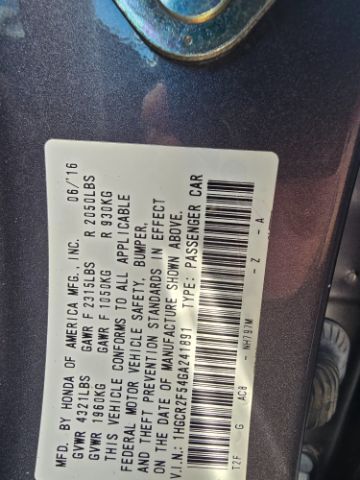 MFD. BY HONDA OF AMERICA MFG., INC. 06/'16
GVWR 4321LBS GAWR F 2315LBS R 2050LBS
GVWR 1960KG GAWR F 1050KG R 930KG
THIS VEHICLE CONFORMS TO ALL APPLICABLE
FEDERAL MOTOR VEHICLE SAFETY, BUMPER,
AND THEFT PREVENTION STANDARDS IN EFFECT
ON THE DATE OF MANUFACTURE SHOWN ABOVE.
V.I.N.: 1HGCR2F54GA241891 TYPE: PASSENGER CAR
T2F G AC8 - NH797M - Z - A